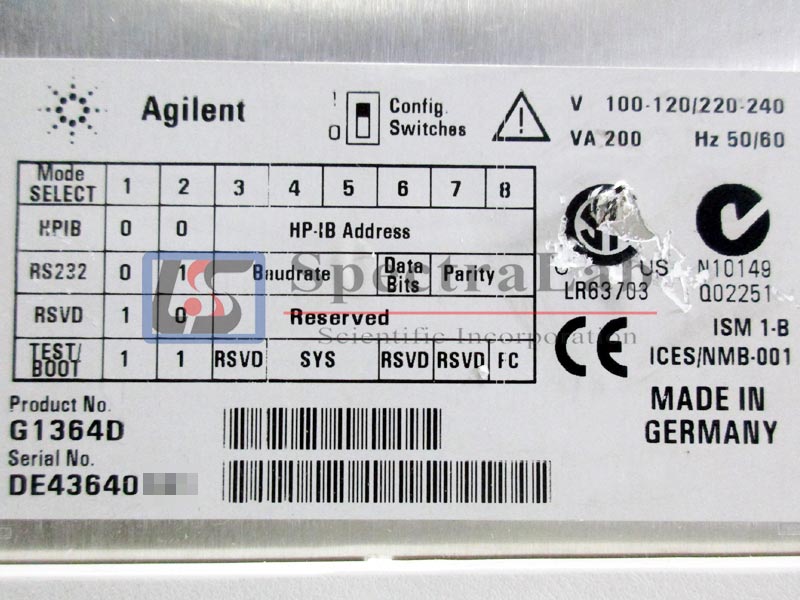 Agilent
1
0
Config.
Switches
V 100-120/220-240
VA 200 Hz 50/60
Mode SELECT 1 2 3 4 5 6 7 8
HPIB 0 0 HP-IB Address
RS232 0 1 Baudrate Data Bits Parity
RSVD 1 0 Reserved
TEST/BOOT 1 1 RSVD SYS RSVD RSVD FC
C US
LR63703
N10149
Q02251
CE
ISM 1-B
ICES/NMB-001
SpectraLab
Scientific Incorporation
Product No.
G1364D
Serial No.
DE43640
MADE IN
GERMANY